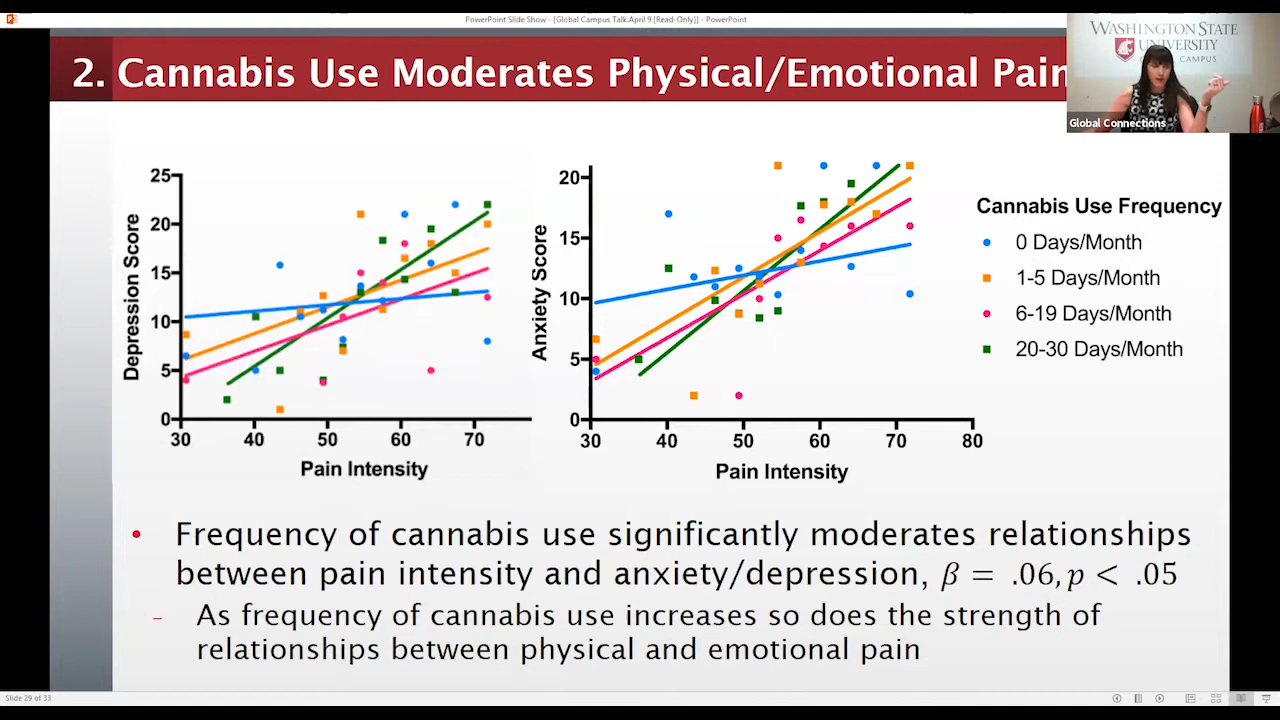 PowerPoint Slide Show - [Global Campus Talk.April 9 [Read-Only]] - PowerPoint
2. Cannabis Use Moderates Physical/Emotional Pain
WASHINGTON STATE
UNIVERSITY
CAMPUS
Global Connections
25
20
15
10
5
0
30 40 50 60 70
Depression Score
Pain Intensity
20
15
10
5
0
30 40 50 60 70 80
Anxiety Score
Pain Intensity
Cannabis Use Frequency
0 Days/Month
1-5 Days/Month
6-19 Days/Month
20-30 Days/Month
• Frequency of cannabis use significantly moderates relationships
between pain intensity and anxiety/depression, β = .06, p < .05
– As frequency of cannabis use increases so does the strength of
relationships between physical and emotional pain
Slide 29 of 33